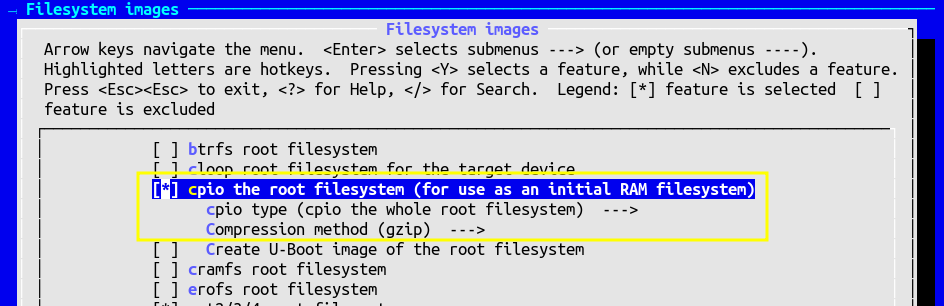 Filesystem images
Filesystem images
Arrow keys navigate the menu.  <Enter> selects submenus ---> (or empty submenus ----).
Highlighted letters are hotkeys.  Pressing <Y> selects a feature, while <N> excludes a feature.
Press <Esc><Esc> to exit, <?> for Help, </> for Search.  Legend: [*] feature is selected  [ ]
feature is excluded
[ ] btrfs root filesystem
[ ] cloop root filesystem for the target device
[*] cpio the root filesystem (for use as an initial RAM filesystem)
cpio type (cpio the whole root filesystem)  --->
Compression method (gzip)  --->
[ ]   Create U-Boot image of the root filesystem
[ ] cramfs root filesystem
[ ] erofs root filesystem